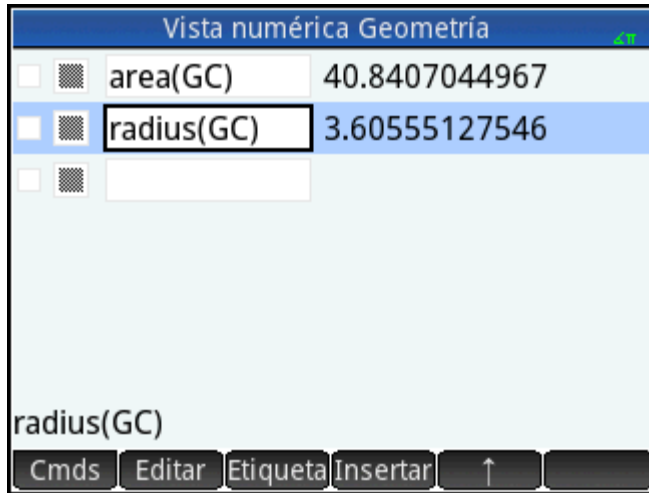 Vista numérica Geometría
∡π
area(GC) 40.8407044967
radius(GC) 3.60555127546
radius(GC)
Cmds Editar Etiqueta Insertar ↑